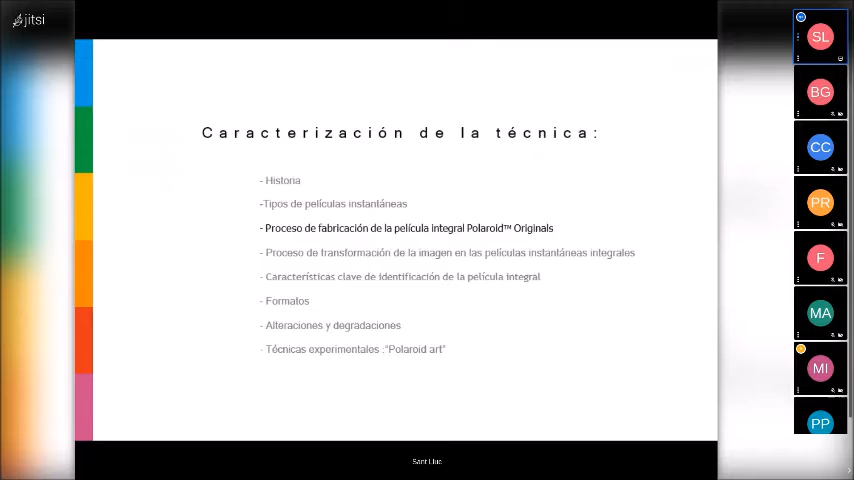 jitsi
Caracterización de la técnica:
- Historia
-Tipos de películas instantáneas
- Proceso de fabricación de la película integral Polaroid™ Originals
- Proceso de transformación de la imagen en las películas instantáneas integrales
- Características clave de identificación de la película integral
- Formatos
- Alteraciones y degradaciones
- Técnicas experimentales :“Polaroid art”
Sant Lluc
SL
BG
CC
PR
F
MA
MI
PP